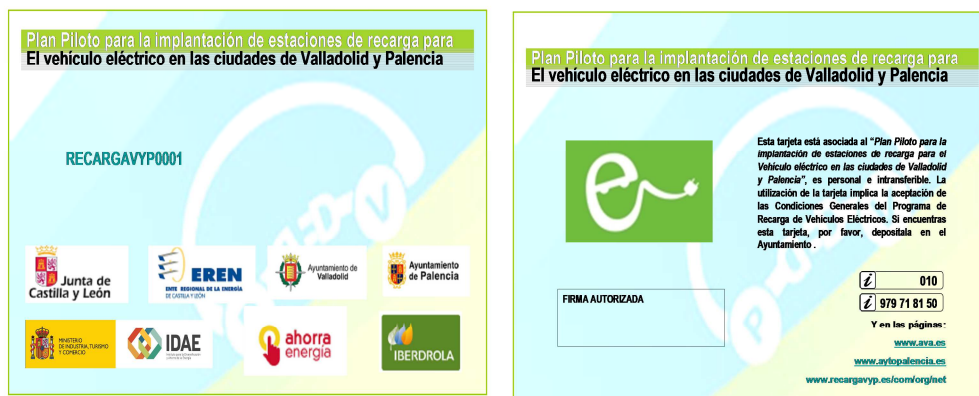 Plan Piloto para la implantación de estaciones de recarga para
El vehículo eléctrico en las ciudades de Valladolid y Palencia
RECARGAVYP0001
Junta de
Castilla y León
EREN
ENTE REGIONAL DE LA ENERGÍA
DE CASTILLA Y LEÓN
Ayuntamiento de
Valladolid
Ayuntamiento
de Palencia
MINISTERIO
DE INDUSTRIA, TURISMO
Y COMERCIO
IDAE
ahorra
energía
IBERDROLA
Plan Piloto para la implantación de estaciones de recarga para
El vehículo eléctrico en las ciudades de Valladolid y Palencia
Esta tarjeta está asociada al "Plan Piloto para la
implantación de estaciones de recarga para el
Vehículo eléctrico en las ciudades de Valladolid
y Palencia", es personal e intransferible. La
utilización de la tarjeta implica la aceptación de
las Condiciones Generales del Programa de
Recarga de Vehículos Eléctricos. Si encuentras
esta tarjeta, por favor, deposítala en el
Ayuntamiento .
FIRMA AUTORIZADA
i 010
i 979 71 81 50
Y en las páginas:
www.ava.es
www.aytopalencia.es
www.recargavyp.es/com/org/net